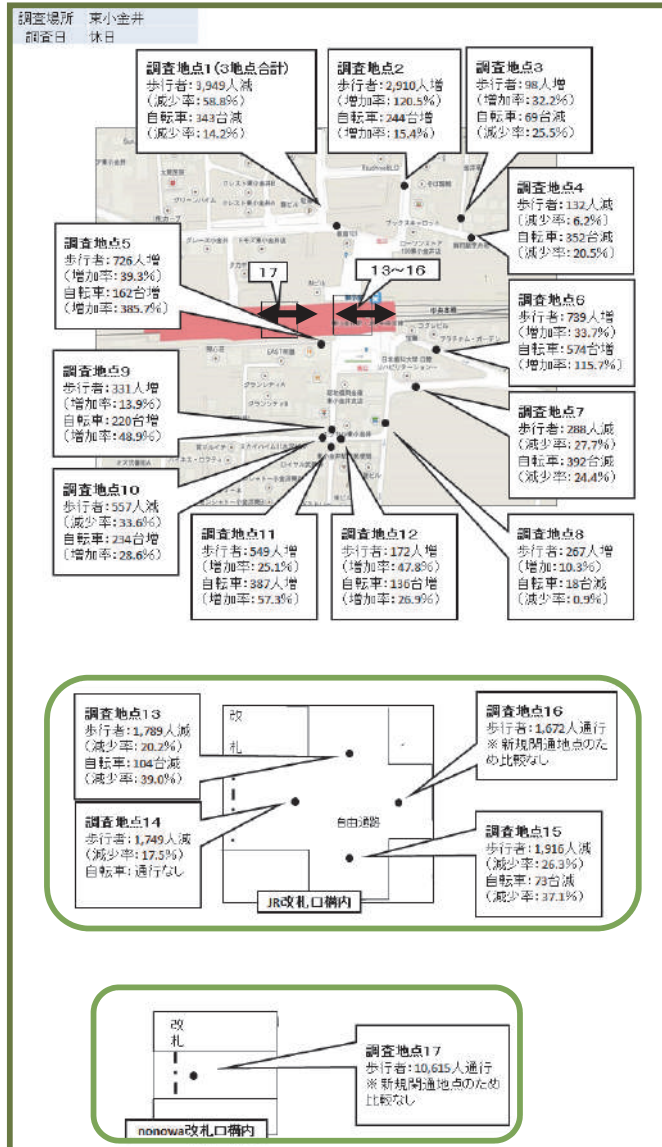 調査場所 東小金井
調査日 休日
調査地点1(3地点合計)
歩行者:3,949人減
(減少率:58.8%)
自転車:343台減
(減少率:14.2%)
調査地点2
歩行者:2,910人増
(増加率:120.5%)
自転車:244台増
(増加率:15.4%)
調査地点3
歩行者:98人増
(増加率:32.2%)
自転車:69台減
(減少率:25.5%)
調査地点4
歩行者:132人減
(減少率:6.2%)
自転車:352台減
(減少率:20.5%)
調査地点5
歩行者:726人増
(増加率:39.3%)
自転車:162台増
(増加率:385.7%)
17
13~16
調査地点6
歩行者:739人増
(増加率:33.7%)
自転車:574台増
(増加率:115.7%)
調査地点9
歩行者:331人増
(増加率:13.9%)
自転車:220台増
(増加率:48.9%)
調査地点7
歩行者:288人減
(減少率:27.7%)
自転車:392台減
(減少率:24.4%)
調査地点10
歩行者:557人減
(減少率:33.6%)
自転車:234台増
(増加率:28.6%)
調査地点11
歩行者:549人増
(増加率:25.1%)
自転車:387人増
(増加率:57.3%)
調査地点12
歩行者:172人増
(増加率:47.8%)
自転車:136台増
(増加率:26.9%)
調査地点8
歩行者:267人増
(増加率:10.3%)
自転車:18台減
(減少率:0.9%)
調査地点13
歩行者:1,789人減
(減少率:20.2%)
自転車:104台減
(減少率:39.0%)
改
札
調査地点16
歩行者:1,672人通行
※新規開通地点のた
め比較なし
調査地点14
歩行者:1,749人減
(減少率:17.5%)
自転車:通行なし
自由通路
調査地点15
歩行者:1,916人減
(減少率:26.3%)
自転車:73台減
(減少率:37.1%)
JR改札口構内
改
札
調査地点17
歩行者:10,615人通行
※新規開通地点のため
比較なし
nonowa改札口構内